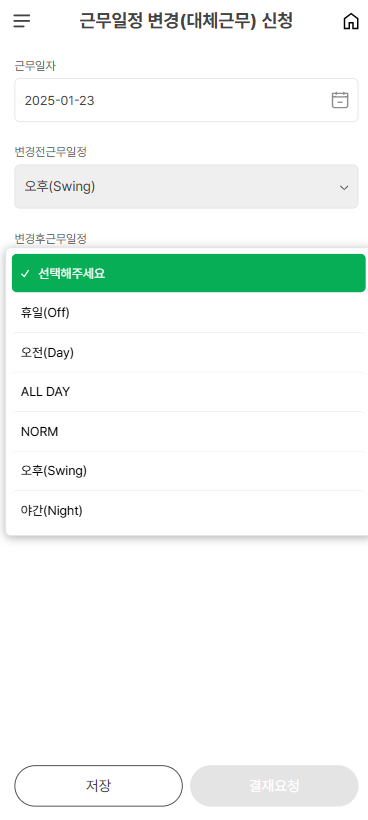 근무일정 변경(대체근무) 신청
근무일자
2025-01-23
변경전근무일정
오후(Swing)
변경후근무일정
선택해주세요
휴일(Off)
오전(Day)
ALL DAY
NORM
오후(Swing)
야간(Night)
저장
결재요청